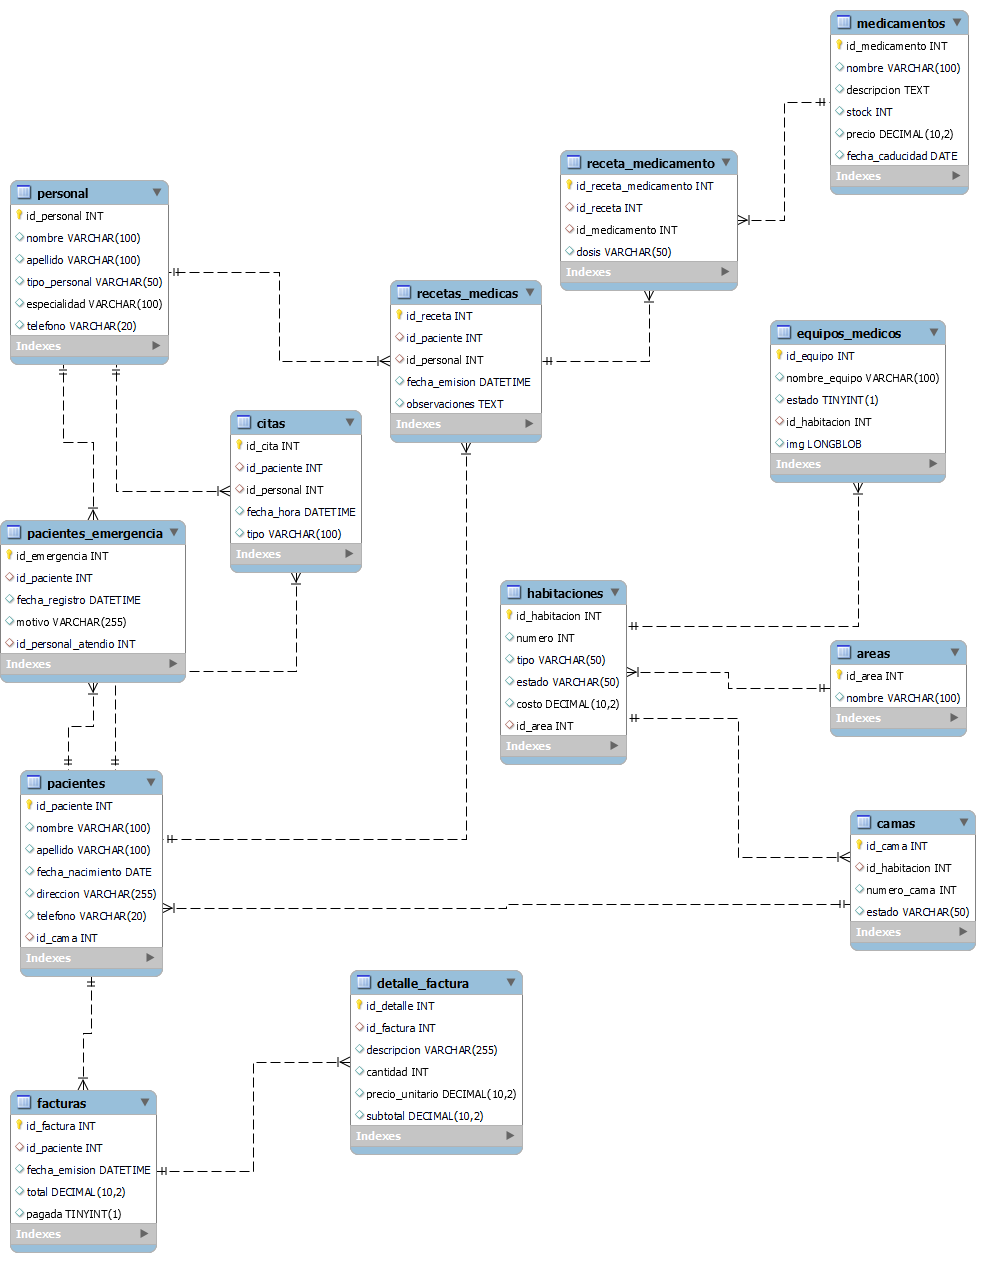 medicamentos
id_medicamento INT
nombre VARCHAR(100)
descripcion TEXT
stock INT
precio DECIMAL(10,2)
fecha_caducidad DATE
Indexes
receta_medicamento
id_receta_medicamento INT
id_receta INT
id_medicamento INT
dosis VARCHAR(50)
Indexes
personal
id_personal INT
nombre VARCHAR(100)
apellido VARCHAR(100)
tipo_personal VARCHAR(50)
especialidad VARCHAR(100)
telefono VARCHAR(20)
Indexes
recetas_medicas
id_receta INT
id_paciente INT
id_personal INT
fecha_emision DATETIME
observaciones TEXT
Indexes
equipos_medicos
id_equipo INT
nombre_equipo VARCHAR(100)
estado TINYINT(1)
id_habitacion INT
img LONGBLOB
Indexes
citas
id_cita INT
id_paciente INT
id_personal INT
fecha_hora DATETIME
tipo VARCHAR(100)
Indexes
pacientes_emergencia
id_emergencia INT
id_paciente INT
fecha_registro DATETIME
motivo VARCHAR(255)
id_personal_atendio INT
Indexes
habitaciones
id_habitacion INT
numero INT
tipo VARCHAR(50)
estado VARCHAR(50)
costo DECIMAL(10,2)
id_area INT
Indexes
areas
id_area INT
nombre VARCHAR(100)
Indexes
pacientes
id_paciente INT
nombre VARCHAR(100)
apellido VARCHAR(100)
fecha_nacimiento DATE
direccion VARCHAR(255)
telefono VARCHAR(20)
id_cama INT
Indexes
camas
id_cama INT
id_habitacion INT
numero_cama INT
estado VARCHAR(50)
Indexes
detalle_factura
id_detalle INT
id_factura INT
descripcion VARCHAR(255)
cantidad INT
precio_unitario DECIMAL(10,2)
subtotal DECIMAL(10,2)
Indexes
facturas
id_factura INT
id_paciente INT
fecha_emision DATETIME
total DECIMAL(10,2)
pagada TINYINT(1)
Indexes